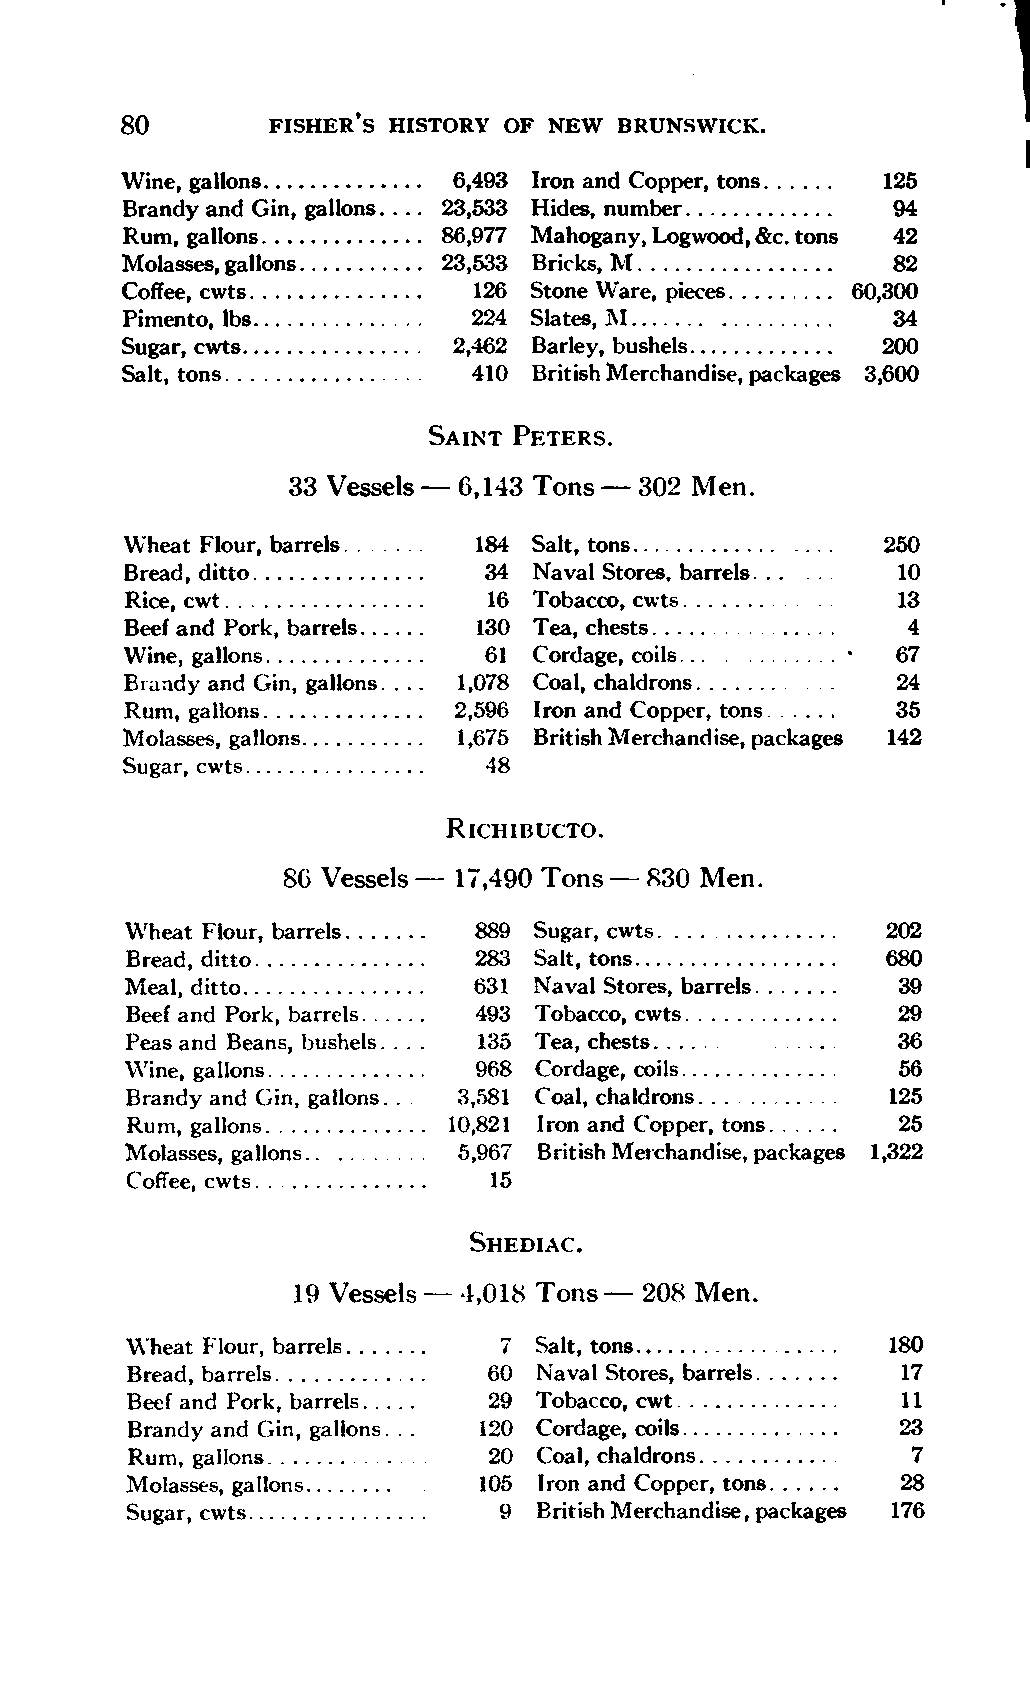 80 FISHER'S HISTORY OF NEW BRUNSWICK.
Wine, gallons.............. 6,493 Iron and Copper, tons...... 125
Brandy and Gin, gallons.... 23,533 Hides, number............. 94
Rum, gallons.............. 86,977 Mahogany, Logwood, &c. tons 42
Molasses, gallons........... 23,533 Bricks, M................. 82
Coffee, cwts............... 126 Stone Ware, pieces......... 60,300
Pimento, lbs............... 224 Slates, M................. 34
Sugar, cwts................ 2,462 Barley, bushels............. 200
Salt, tons.................. 410 British Merchandise, packages 3,600
SAINT PETERS.
33 Vessels — 6,143 Tons — 302 Men.
Wheat Flour, barrels....... 184 Salt, tons.................. 250
Bread, ditto............... 34 Naval Stores, barrels...... 10
Rice, cwt.................. 16 Tobacco, cwts............. 13
Beef and Pork, barrels...... 130 Tea, chests................ 4
Wine, gallons.............. 61 Cordage, coils.............. 67
Brandy and Gin, gallons.... 1,078 Coal, chaldrons............ 24
Rum, gallons.............. 2,596 Iron and Copper, tons...... 35
Molasses, gallons........... 1,675 British Merchandise, packages 142
Sugar, cwts................ 48
RICHIBUCTO.
86 Vessels — 17,490 Tons — 830 Men.
Wheat Flour, barrels....... 889 Sugar, cwts................ 202
Bread, ditto............... 283 Salt, tons.................. 680
Meal, ditto................ 631 Naval Stores, barrels....... 39
Beef and Pork, barrels...... 493 Tobacco, cwts............. 29
Peas and Beans, bushels.... 135 Tea, chests................ 36
Wine, gallons.............. 968 Cordage, coils.............. 56
Brandy and Gin, gallons... 3,581 Coal, chaldrons............ 125
Rum, gallons.............. 10,821 Iron and Copper, tons...... 25
Molasses, gallons.......... 5,967 British Merchandise, packages 1,322
Coffee, cwts............... 15
SHEDIAC.
19 Vessels — 4,018 Tons — 208 Men.
Wheat Flour, barrels....... 7 Salt, tons.................. 180
Bread, barrels............. 60 Naval Stores, barrels....... 17
Beef and Pork, barrels..... 29 Tobacco, cwt.............. 11
Brandy and Gin, gallons... 120 Cordage, coils.............. 23
Rum, gallons.............. 20 Coal, chaldrons............ 7
Molasses, gallons........ 105 Iron and Copper, tons...... 28
Sugar, cwts................ 9 British Merchandise, packages 176